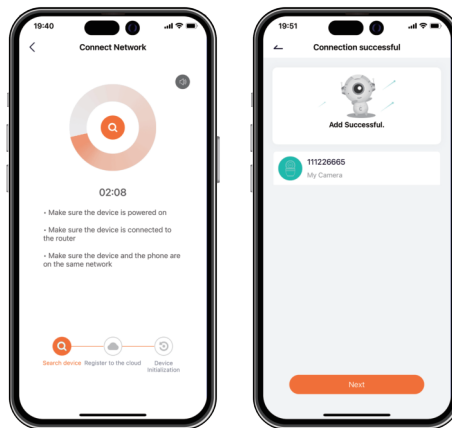 19:40
Connect Network
02:08
• Make sure the device is powered on
• Make sure the device is connected to
the router
• Make sure the device and the phone are
on the same network
Search device Register to the cloud Device
Initialization
19:51
Connection successful
Add Successful.
111226665
My Camera
Next